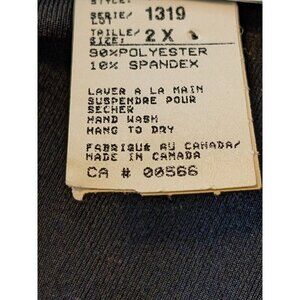 STYLE:
SERIE/ 1319
LOT
TAILLE/ 2 X
SIZE:
90%POLYESTER
10% SPANDEX
LAVER A LA MAIN
SUSPENDRE POUR
SECHER
HAND WASH
HANG TO DRY
FABRIQUE AU CANADA/
MADE IN CANADA
CA # 00566